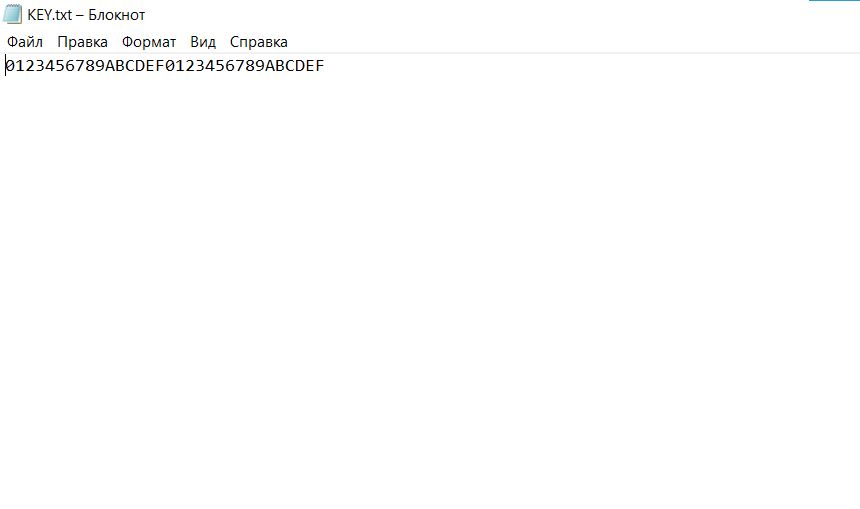 KEY.txt – Блокнот
Файл Правка Формат Вид Справка
0123456789ABCDEF0123456789ABCDEF